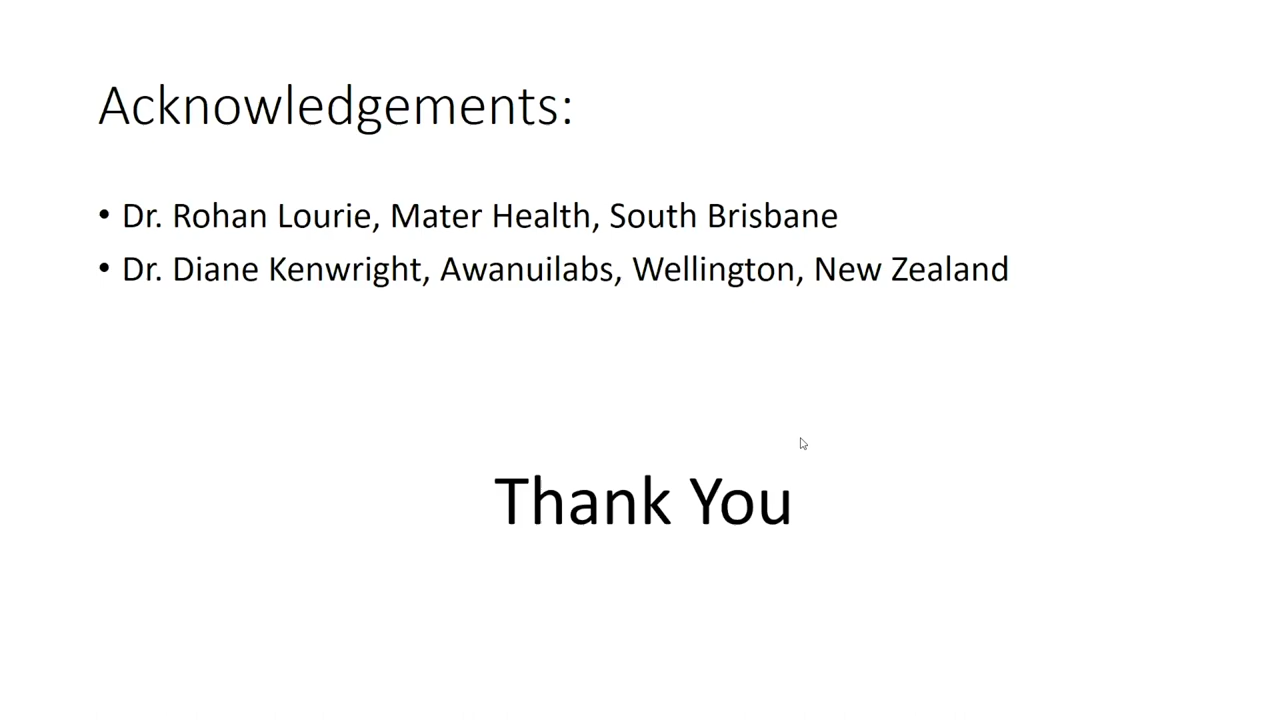 Acknowledgements:
• Dr. Rohan Lourie, Mater Health, South Brisbane
• Dr. Diane Kenwright, Awanuilabs, Wellington, New Zealand
Thank You